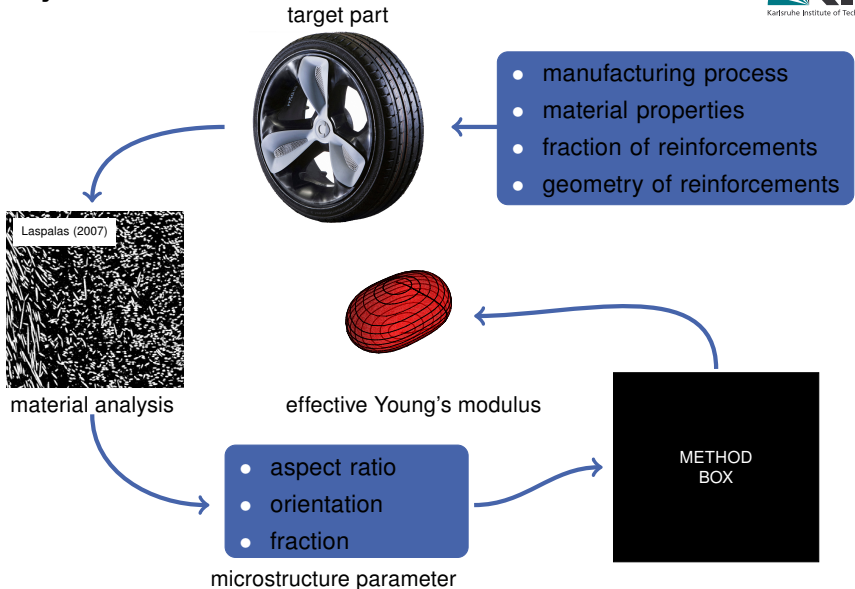 target part
Karlsruhe Institute of Tech
manufacturing process
material properties
fraction of reinforcements
geometry of reinforcements
Laspalas (2007)
material analysis
effective Young's modulus
METHOD
BOX
aspect ratio
orientation
fraction
microstructure parameter